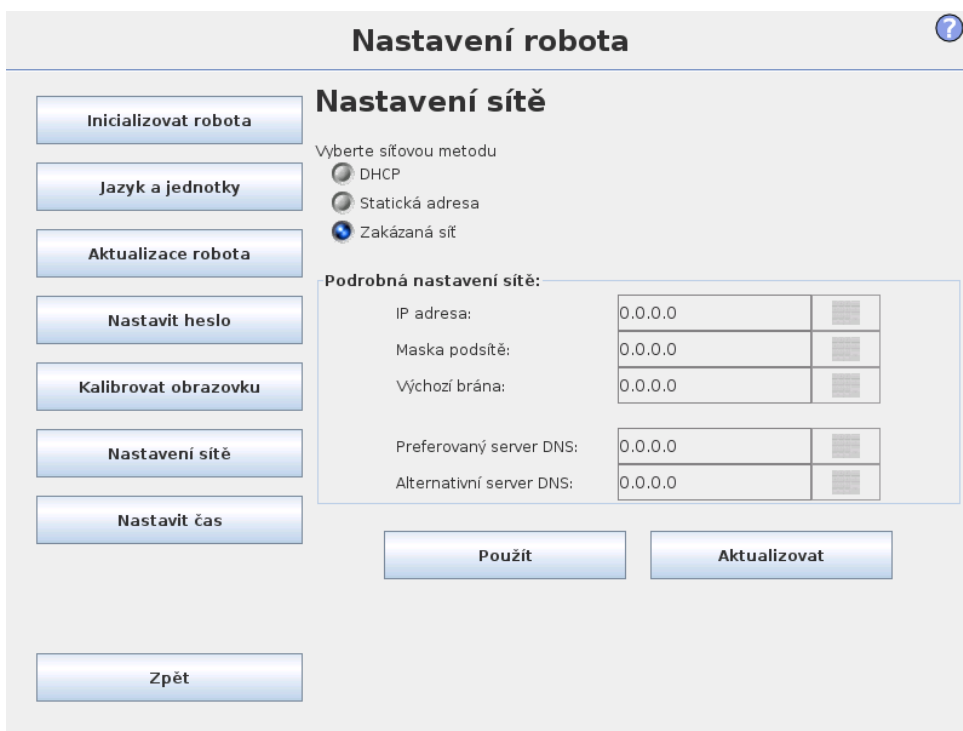 Nastavení robota
?
Inicializovat robota
Jazyk a jednotky
Aktualizace robota
Nastavit heslo
Kalibrovat obrazovku
Nastavení sítě
Nastavit čas
Zpět
Nastavení sítě
Vyberte síťovou metodu
DHCP
Statická adresa
Zakázaná síť
Podrobná nastavení sítě:
IP adresa: 0.0.0.0
Maska podsítě: 0.0.0.0
Výchozí brána: 0.0.0.0
Preferovaný server DNS: 0.0.0.0
Alternativní server DNS: 0.0.0.0
Použít Aktualizovat